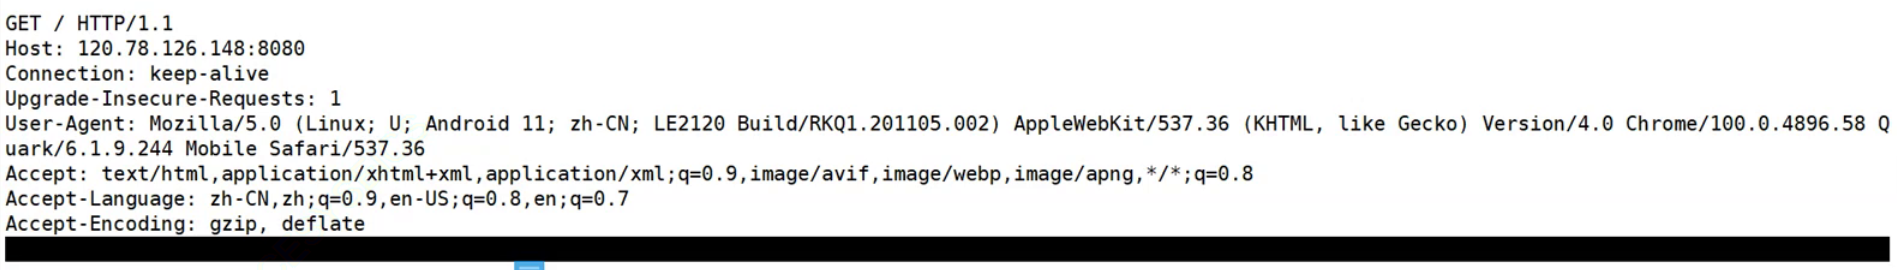 GET / HTTP/1.1
Host: 120.78.126.148:8080
Connection: keep-alive
Upgrade-Insecure-Requests: 1
User-Agent: Mozilla/5.0 (Linux; U; Android 11; zh-CN; LE2120 Build/RKQ1.201105.002) AppleWebKit/537.36 (KHTML, like Gecko) Version/4.0 Chrome/100.0.4896.58 Q
uark/6.1.9.244 Mobile Safari/537.36
Accept: text/html,application/xhtml+xml,application/xml;q=0.9,image/avif,image/webp,image/apng,*/*;q=0.8
Accept-Language: zh-CN,zh;q=0.9,en-US;q=0.8,en;q=0.7
Accept-Encoding: gzip, deflate